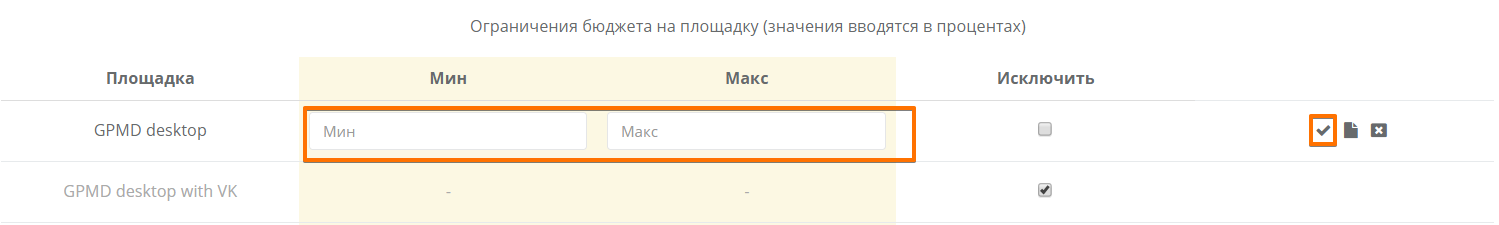 Ограничения бюджета на площадку (значения вводятся в процентах)
Площадка Мин Макс Исключить
GPMD desktop Мин Макс
GPMD desktop with VK - -